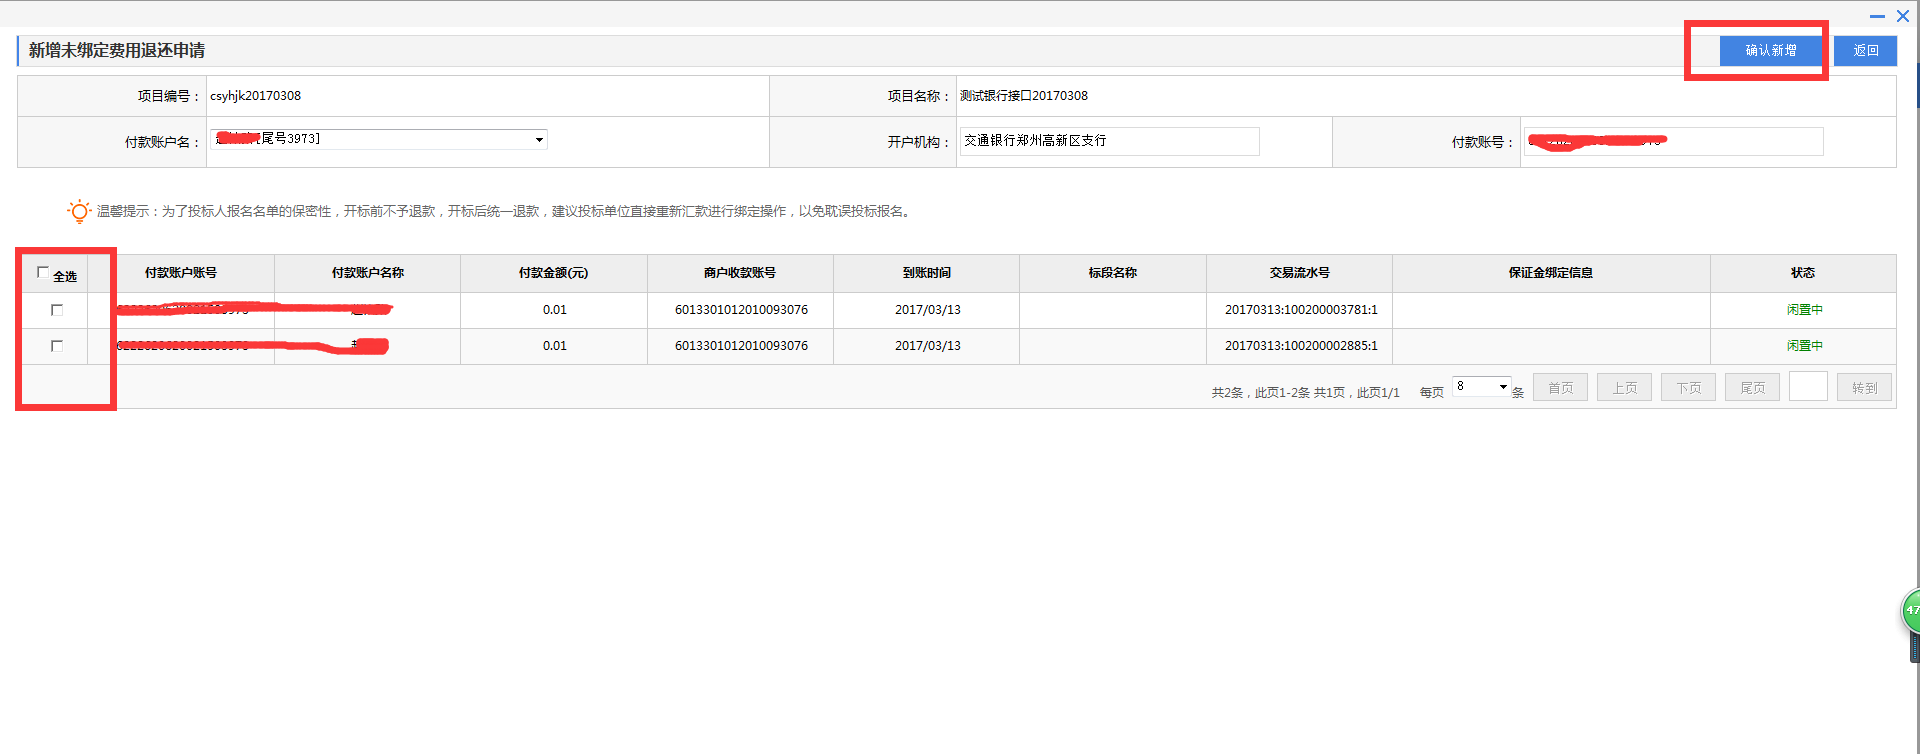 新增未绑定费用退还申请
确认新增 返回
项目编号： csyhjk20170308 项目名称： 测试银行接口20170308
付款账户名： [尾号3973] 开户机构： 交通银行郑州高新区支行 付款账号：
温馨提示：为了投标人报名名单的保密性，开标前不予退款，开标后统一退款，建议投标单位直接重新汇款进行绑定操作，以免耽误投标报名。
全选 付款账户账号 付款账户名称 付款金额(元) 商户收款账号 到账时间 标段名称 交易流水号 保证金绑定信息 状态
0.01 6013301012010093076 2017/03/13 20170313:100200003781:1 闲置中
0.01 6013301012010093076 2017/03/13 20170313:100200002885:1 闲置中
共2条，此页1-2条 共1页，此页1/1 每页 8 条 首页 上页 下页 尾页 转到
47